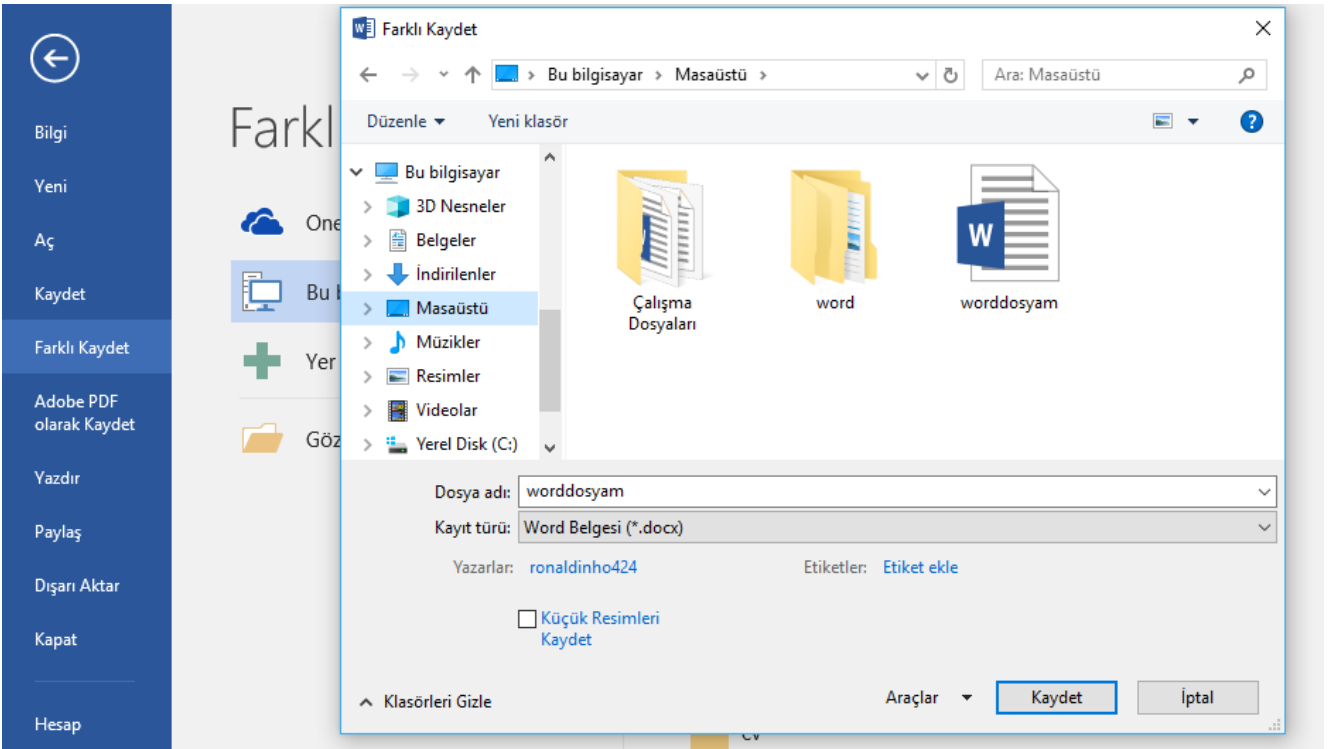 Farklı Kaydet
Bu bilgisayar
Masaüstü
Ara: Masaüstü
Düzenle
Yeni klasör
Bilgi
Yeni
Aç
Kaydet
Farklı Kaydet
Adobe PDF
olarak Kaydet
Yazdır
Paylaş
Dışarı Aktar
Kapat
Hesap
Farkl
One
Bu
Yer
Göz
Bu bilgisayar
3D Nesneler
Belgeler
İndirilenler
Masaüstü
Müzikler
Resimler
Videolar
Yerel Disk (C:)
Çalışma
Dosyaları
word
worddosyam
Dosya adı: worddosyam
Kayıt türü: Word Belgesi (*.docx)
Yazarlar: ronaldinho424 Etiketler: Etiket ekle
Küçük Resimleri
Kaydet
Klasörleri Gizle
Araçlar
Kaydet
İptal